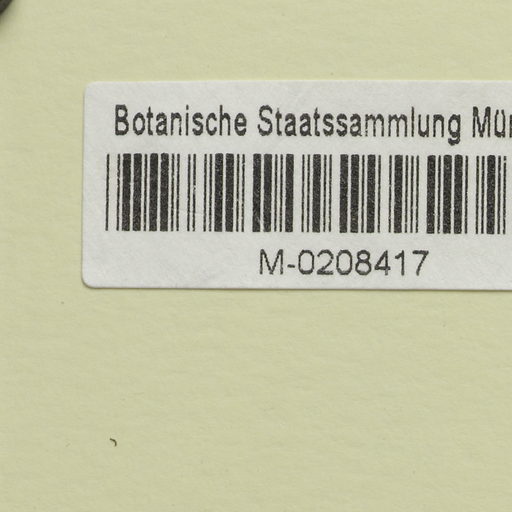 Botanische Staatssammlung Mün
M-0208417